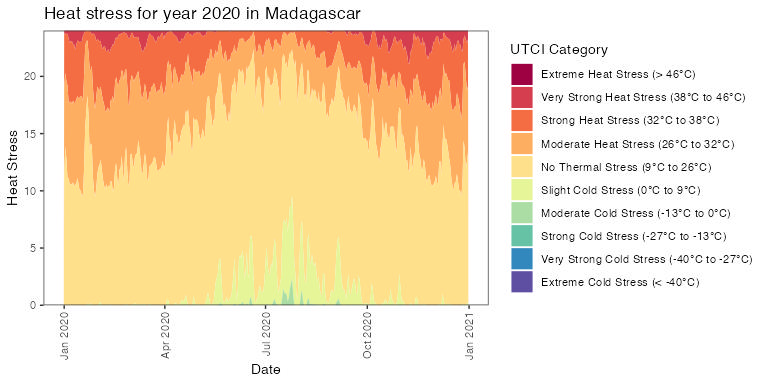 Heat stress for year 2020 in Madagascar
Heat Stress
20
15
10
5
0
Jan 2020
Apr 2020
Jul 2020
Oct 2020
Jan 2021
Date
UTCI Category
Extreme Heat Stress (> 46°C)
Very Strong Heat Stress (38°C to 46°C)
Strong Heat Stress (32°C to 38°C)
Moderate Heat Stress (26°C to 32°C)
No Thermal Stress (9°C to 26°C)
Slight Cold Stress (0°C to 9°C)
Moderate Cold Stress (-13°C to 0°C)
Strong Cold Stress (-27°C to -13°C)
Very Strong Cold Stress (-40°C to -27°C)
Extreme Cold Stress (< -40°C)